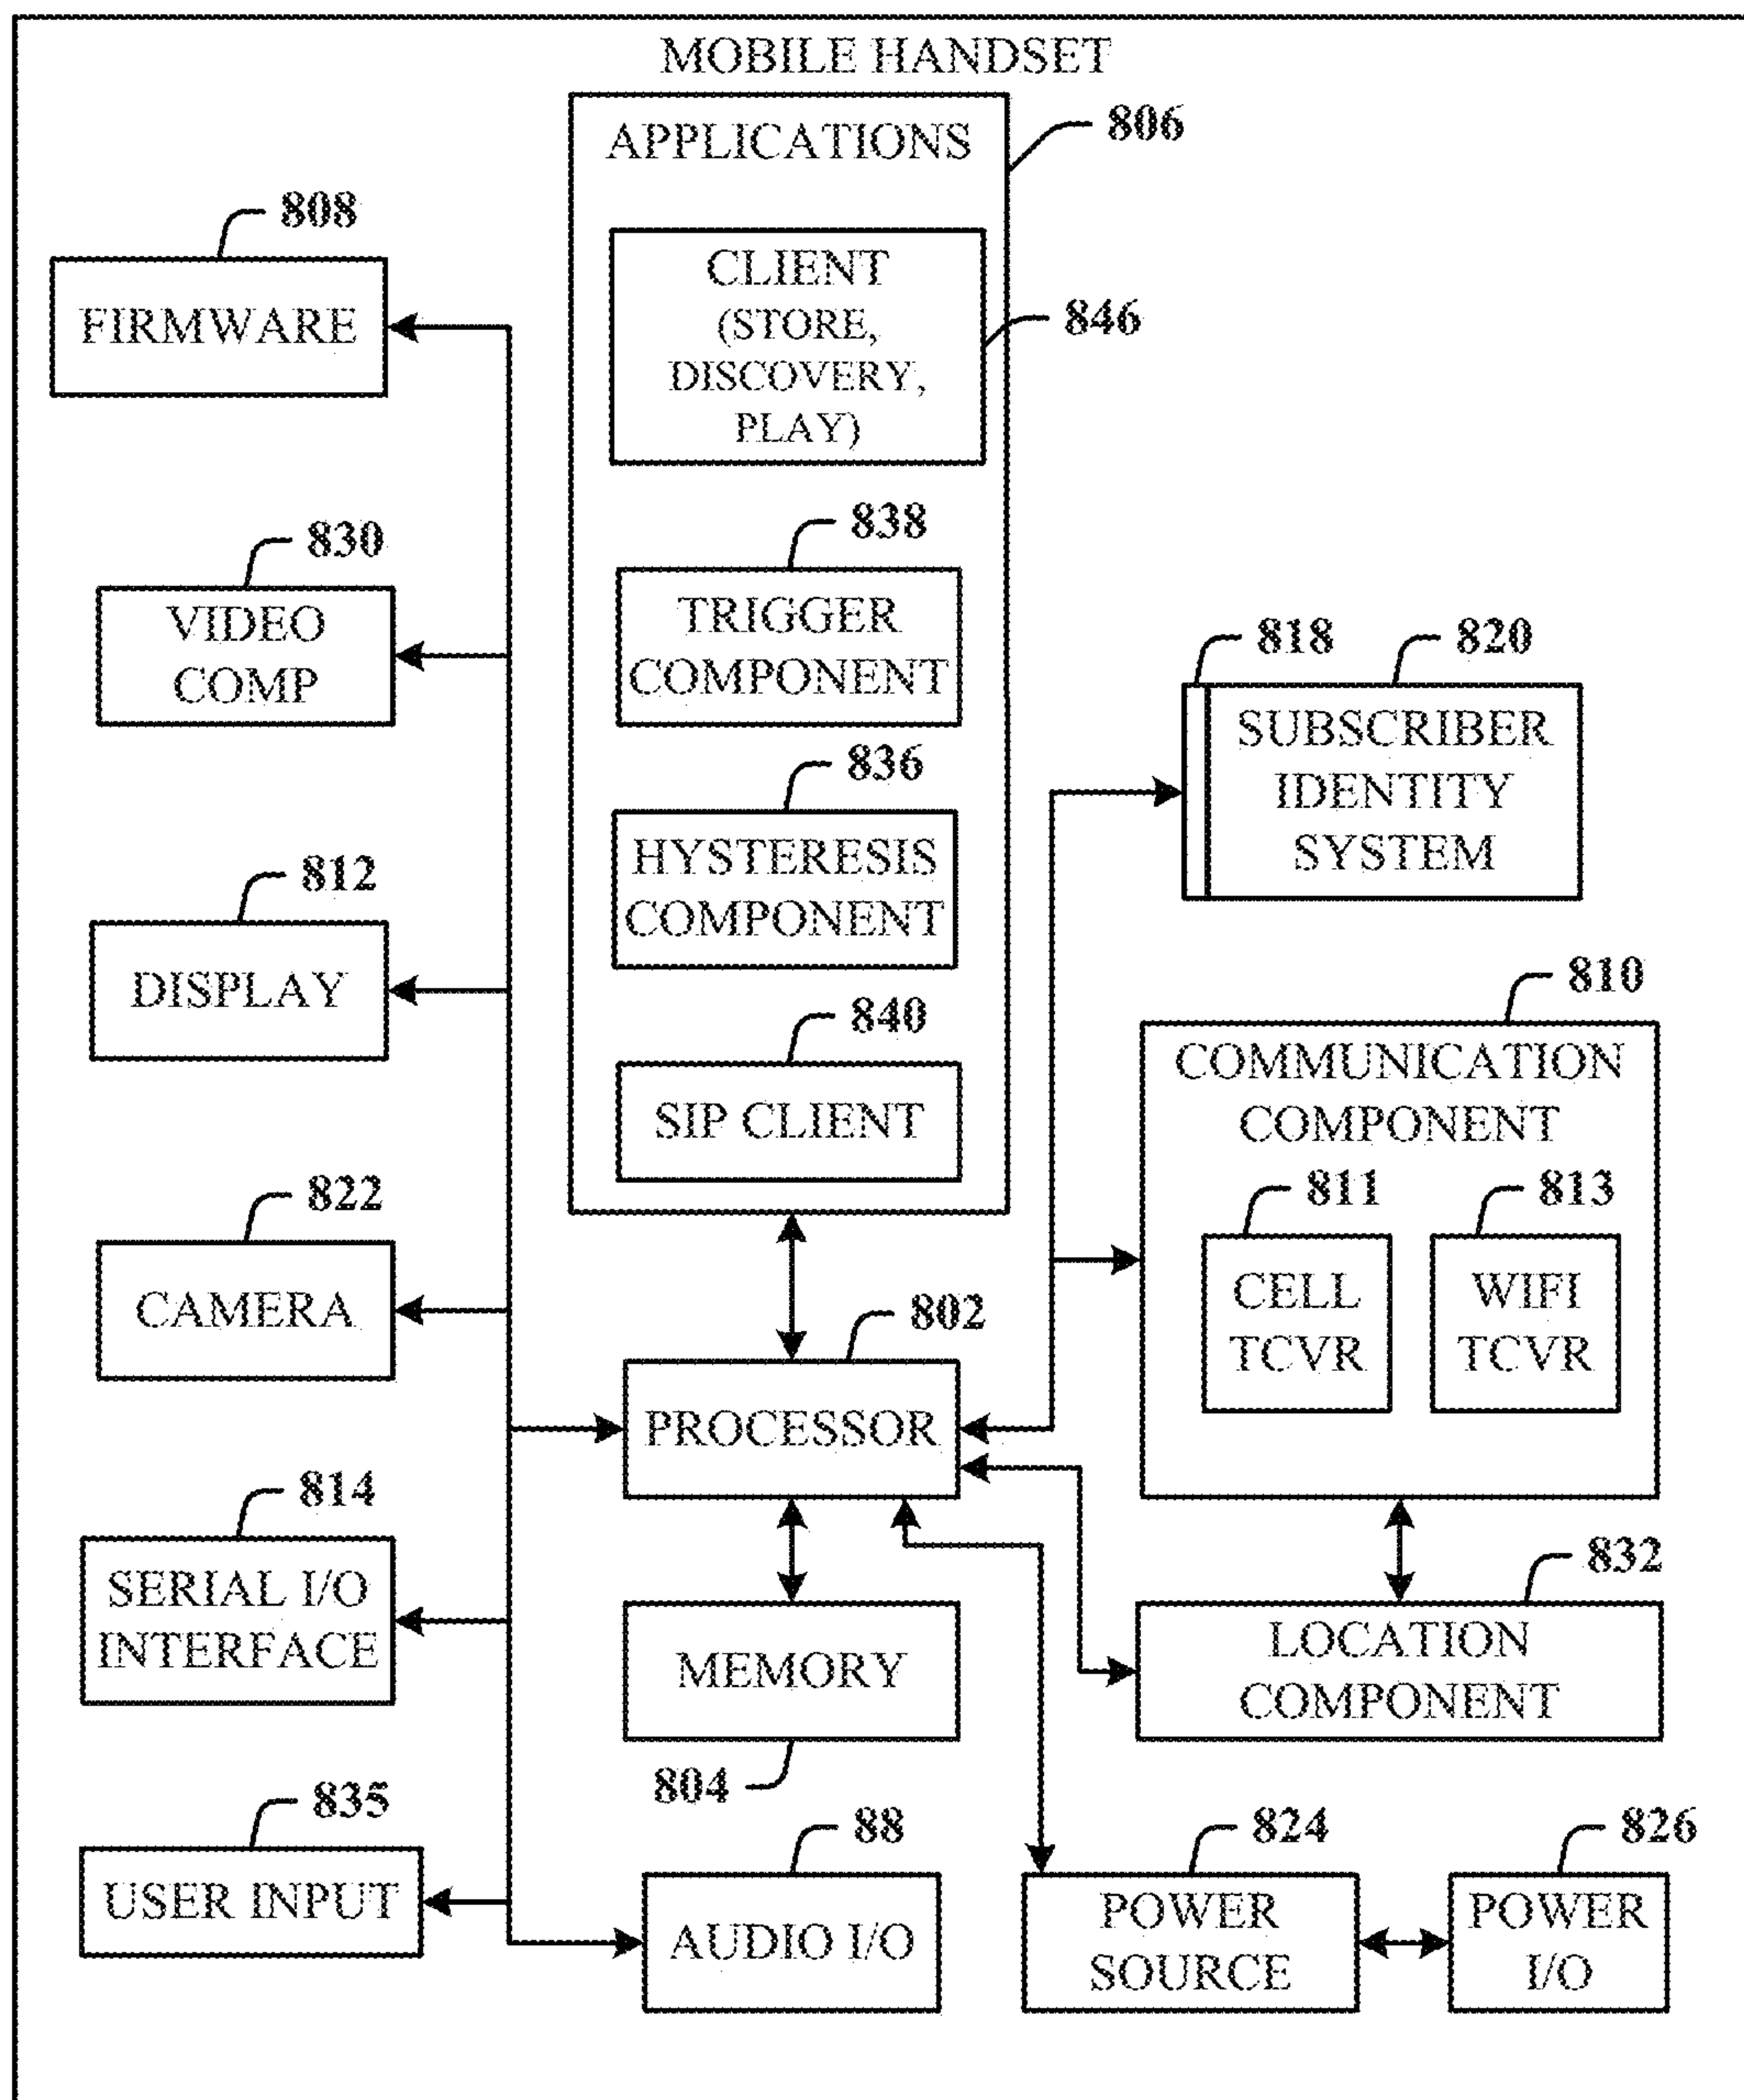 MOBILE HANDSET
APPLICATIONS
806
808
FIRMWARE
CLIENT
(STORE,
DISCOVERY,
PLAY)
846
830
VIDEO
COMP
838
TRIGGER
COMPONENT
818
820
SUBSCRIBER
IDENTITY
SYSTEM
836
HYSTERESIS
COMPONENT
812
DISPLAY
840
SIP CLIENT
810
COMMUNICATION
COMPONENT
811
CELL
TCVR
813
WIFI
TCVR
822
CAMERA
802
PROCESSOR
814
SERIAL I/O
INTERFACE
MEMORY
804
832
LOCATION
COMPONENT
835
USER INPUT
88
AUDIO I/O
824
POWER
SOURCE
826
POWER
I/O